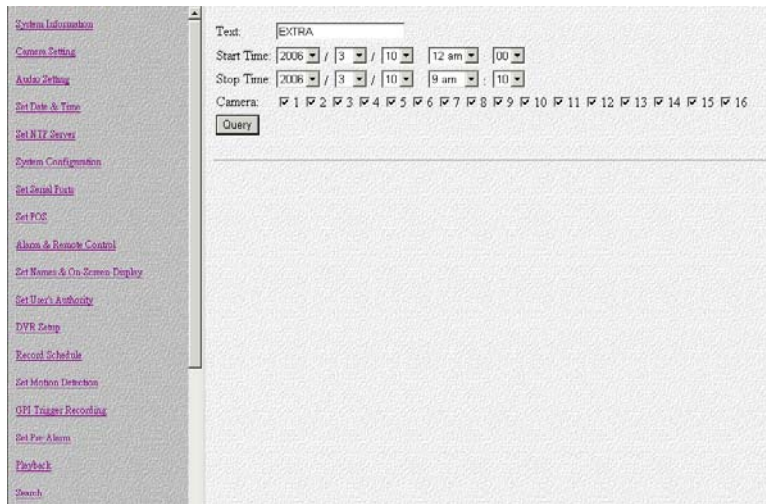 System Information
Camera Setting
Audio Setting
Set Date & Time
Set NTP Server
System Configuration
Set Serial Ports
Set POS
Alarm & Remote Control
Set Names & On-Screen Display
Set User's Authority
DVR Setup
Record Schedule
Set Motion Detection
GPI Trigger Recording
Set Pre-Alarm
Playback
Search
Text: EXTRA
Start Time: 2006 / 3 / 10 12 am : 00
Stop Time: 2006 / 3 / 10 9 am : 10
Camera: 1 2 3 4 5 6 7 8 9 10 11 12 13 14 15 16
Query